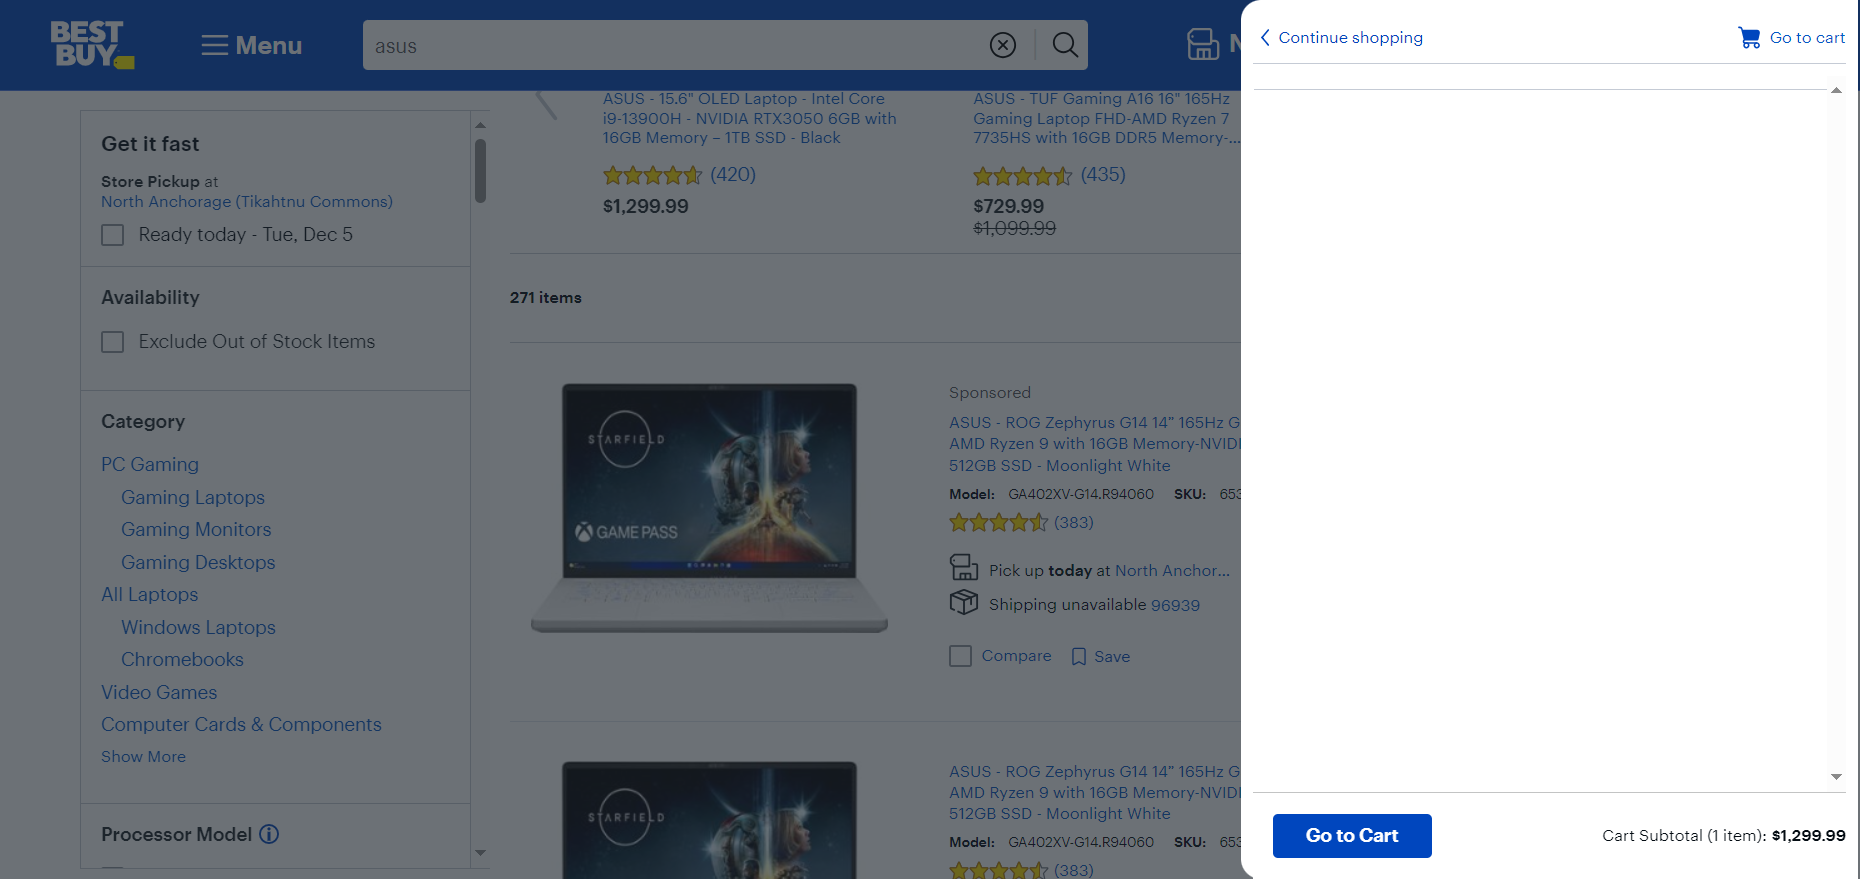 BEST
BUY
Menu
asus
N
Continue shopping
Go to cart
Get it fast
Store Pickup at
North Anchorage (Tikahtnu Commons)
Ready today - Tue, Dec 5
Availability
Exclude Out of Stock Items
Category
PC Gaming
Gaming Laptops
Gaming Monitors
Gaming Desktops
All Laptops
Windows Laptops
Chromebooks
Video Games
Computer Cards & Components
Show More
Processor Model
ASUS - 15.6" OLED Laptop - Intel Core
i9-13900H - NVIDIA RTX3050 6GB with
16GB Memory – 1TB SSD - Black
(420)
$1,299.99
ASUS - TUF Gaming A16 16" 165Hz
Gaming Laptop FHD-AMD Ryzen 7
7735HS with 16GB DDR5 Memory-...
(435)
$729.99
$1,099.99
271 items
STARFIELD
GAME PASS
Sponsored
ASUS - ROG Zephyrus G14 14" 165Hz G
AMD Ryzen 9 with 16GB Memory-NVIDI
512GB SSD - Moonlight White
Model: GA402XV-G14.R94060 SKU: 653
(383)
Pick up today at North Anchor...
Shipping unavailable 96939
Compare Save
STARFIELD
ASUS - ROG Zephyrus G14 14" 165Hz G
AMD Ryzen 9 with 16GB Memory-NVIDI
512GB SSD - Moonlight White
Model: GA402XV-G14.R94060 SKU: 653
(383)
Go to Cart
Cart Subtotal (1 item): $1,299.99